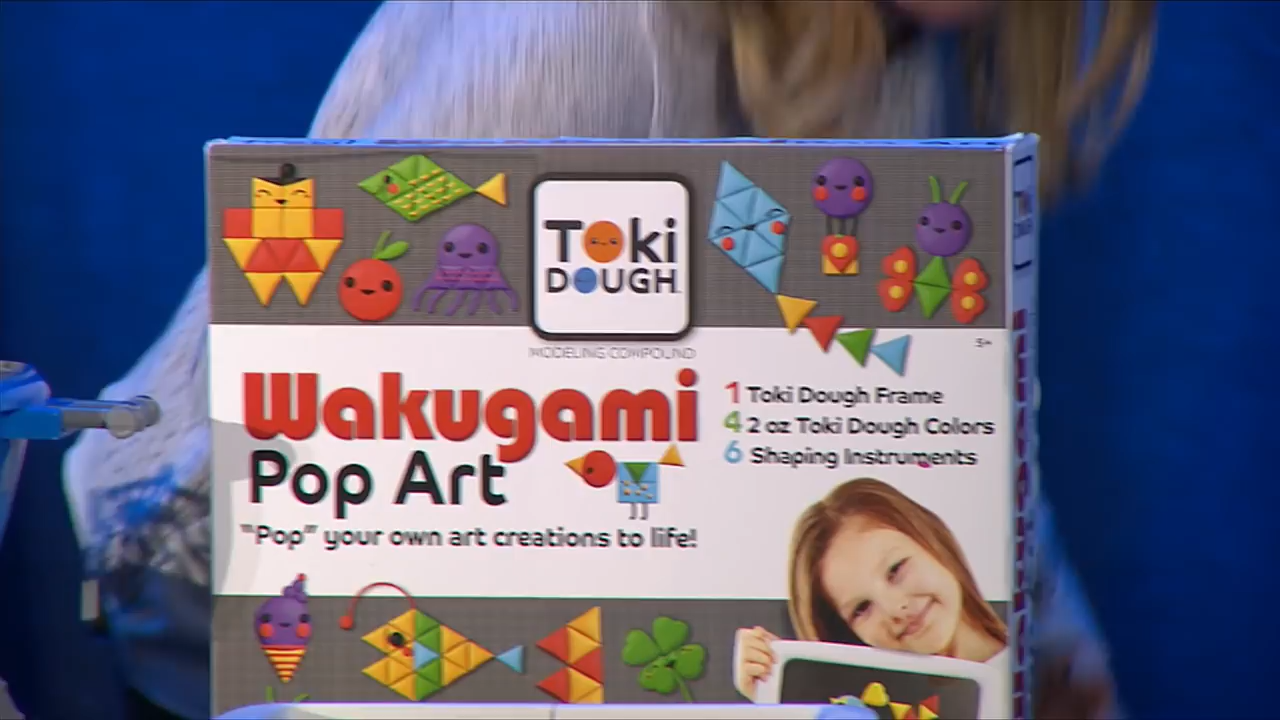 Toki
DOUGH
MODELING COMPOUND
5+
Wakugami
Pop Art
"Pop" your own art creations to life!
1 Toki Dough Frame
4 2 oz Toki Dough Colors
6 Shaping Instruments